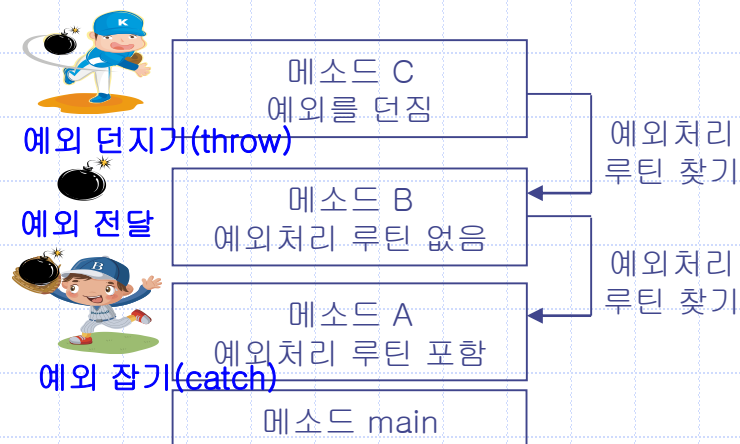 K
메소드 C
예외를 던짐
예외 던지기(throw)
예외처리
루틴 찾기
메소드 B
예외처리 루틴 없음
예외 전달
예외처리
루틴 찾기
B
메소드 A
예외처리 루틴 포함
예외 잡기(catch)
메소드 main